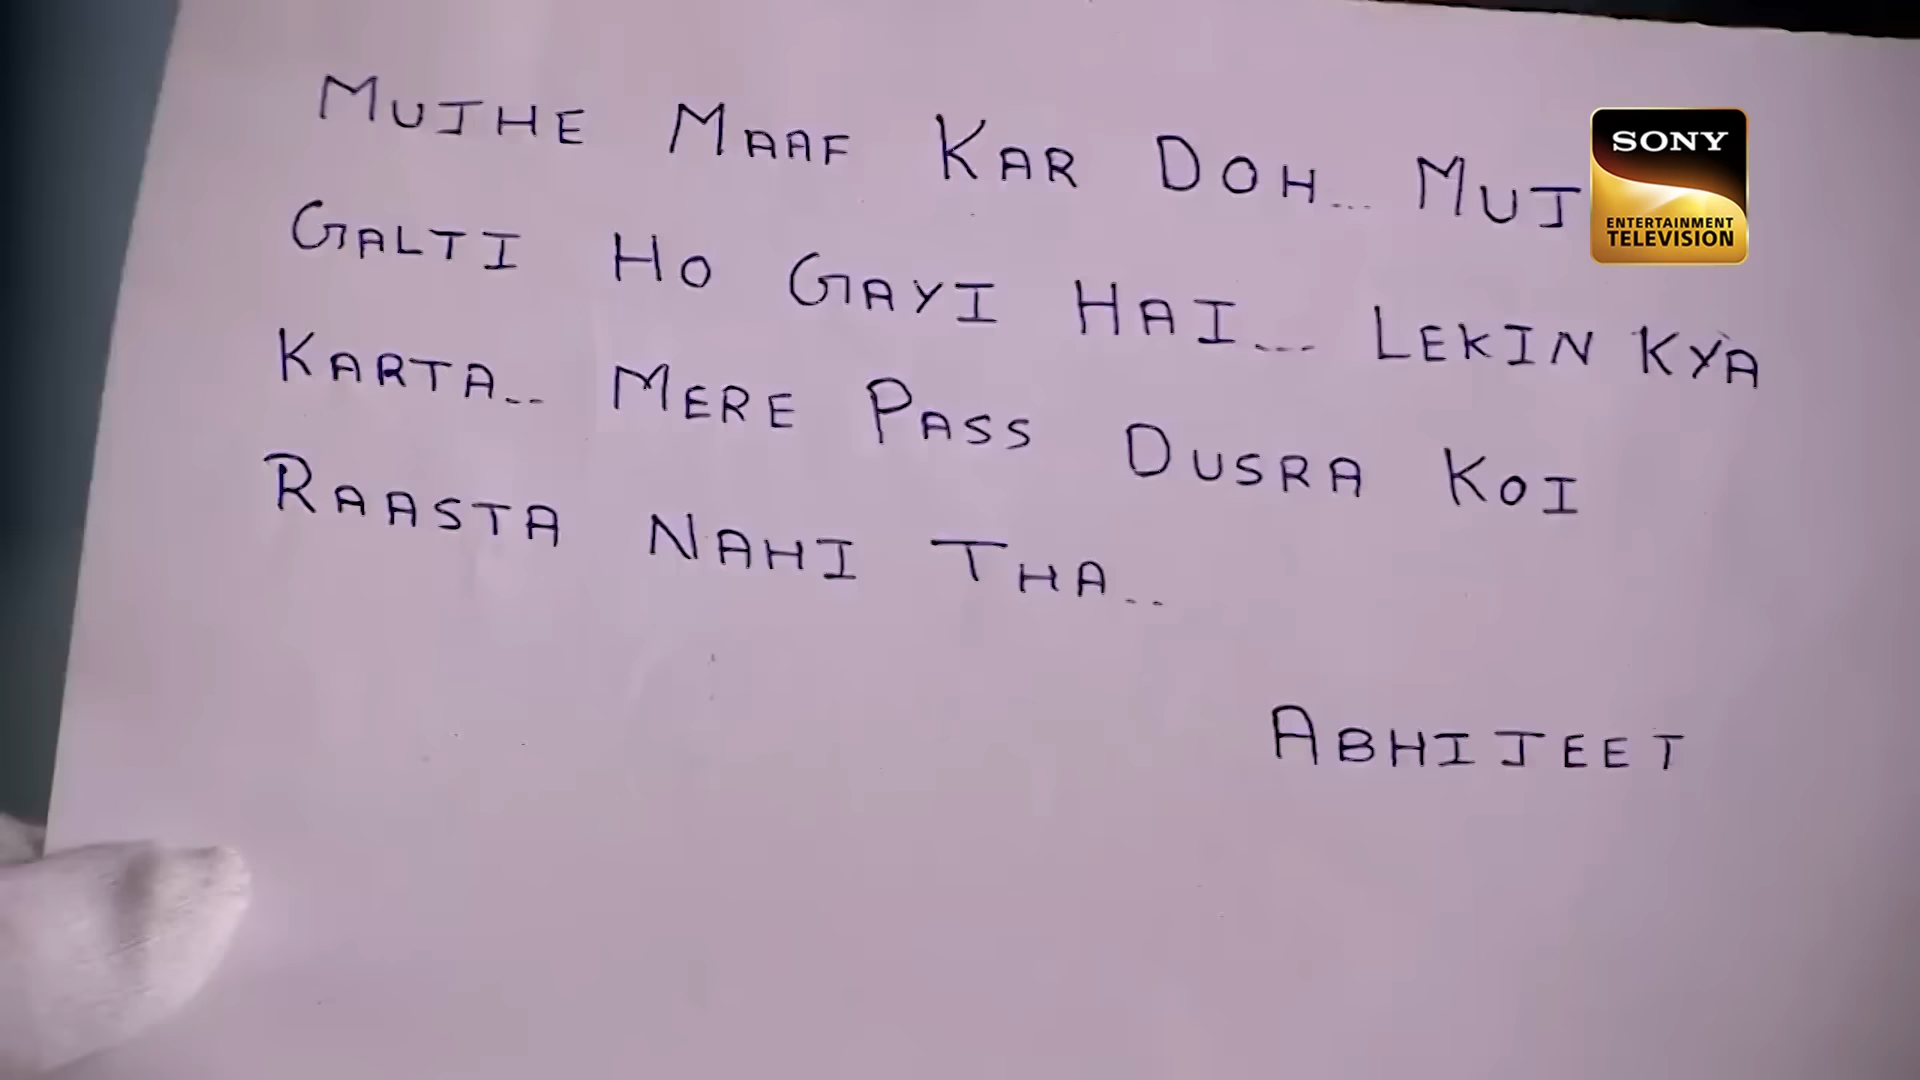 MUJHE MAAF KAR DOH... MUJ
GALTI HO GAYI HAI... LEKIN KYA
KARTA.. MERE PASS DUSRA KOI
RAASTA NAHI THA..
ABHIJEET
SONY
ENTERTAINMENT
TELEVISION